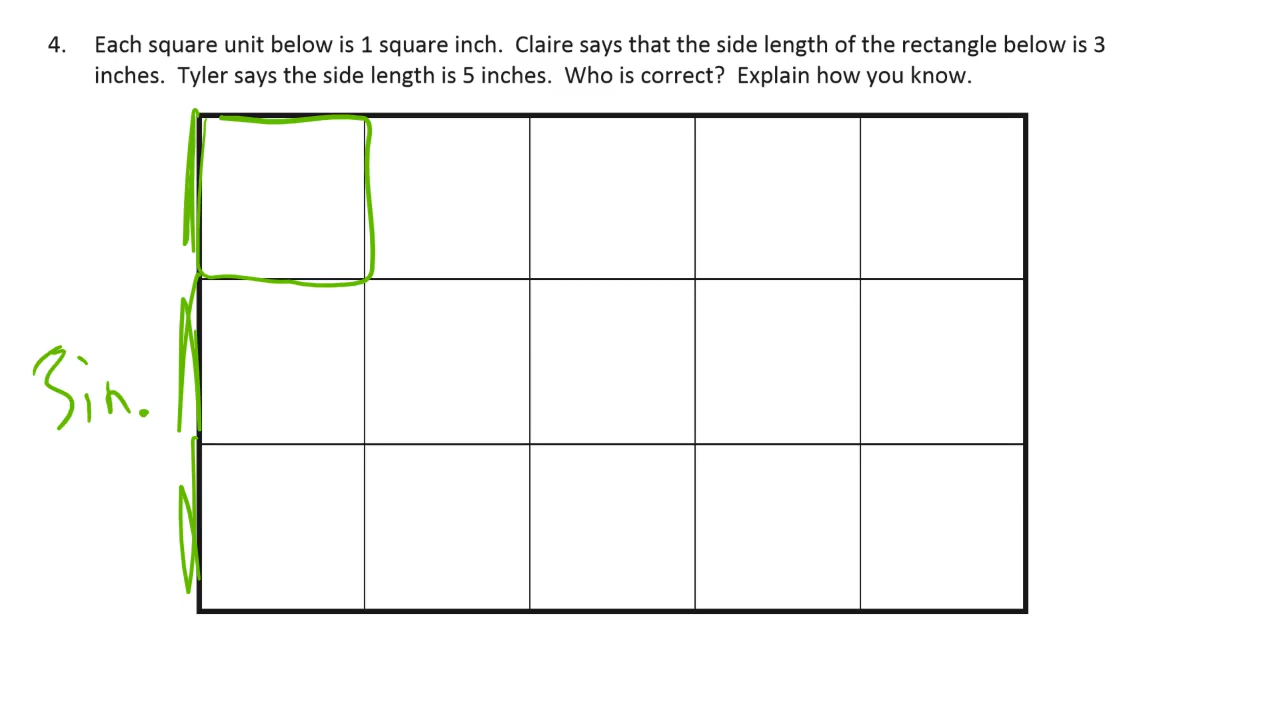 4. Each square unit below is 1 square inch. Claire says that the side length of the rectangle below is 3
inches. Tyler says the side length is 5 inches. Who is correct? Explain how you know.
3in.